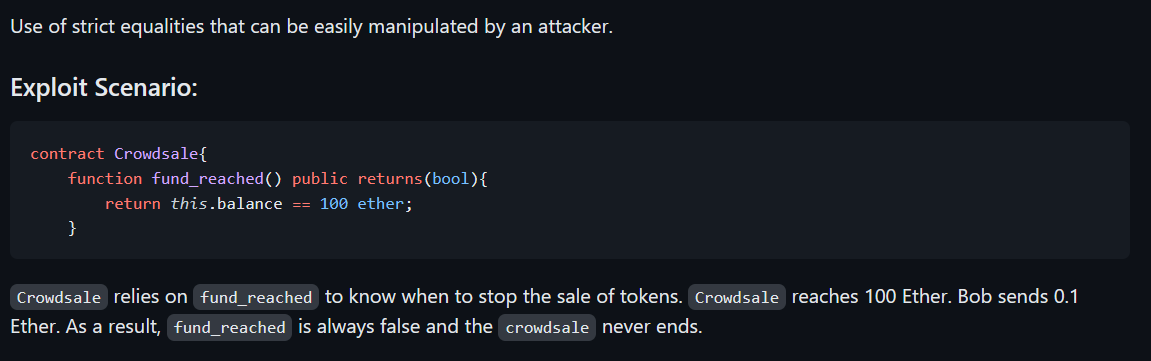 Use of strict equalities that can be easily manipulated by an attacker.
Exploit Scenario:
contract Crowdsale{
    function fund_reached() public returns(bool){
        return this.balance == 100 ether;
    }
Crowdsale relies on fund_reached to know when to stop the sale of tokens. Crowdsale reaches 100 Ether. Bob sends 0.1
Ether. As a result, fund_reached is always false and the crowdsale never ends.